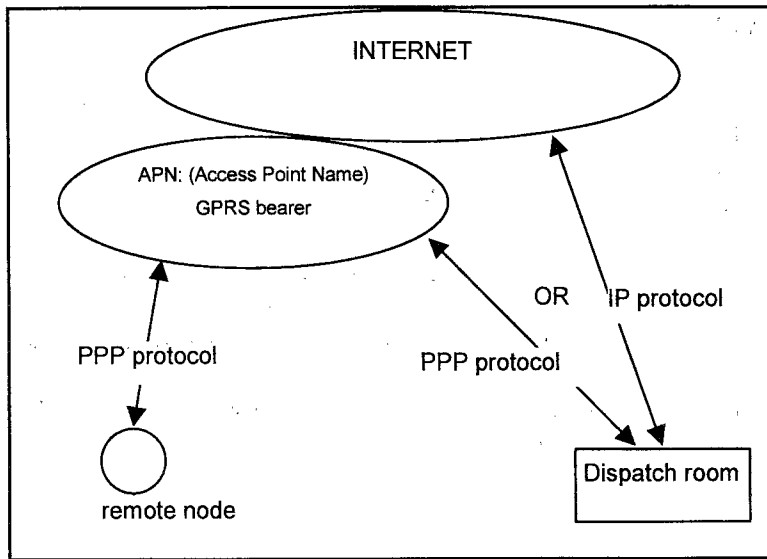 INTERNET
APN: (Access Point Name)
GPRS bearer
OR
IP protocol
PPP protocol
PPP protocol
Dispatch room
remote node